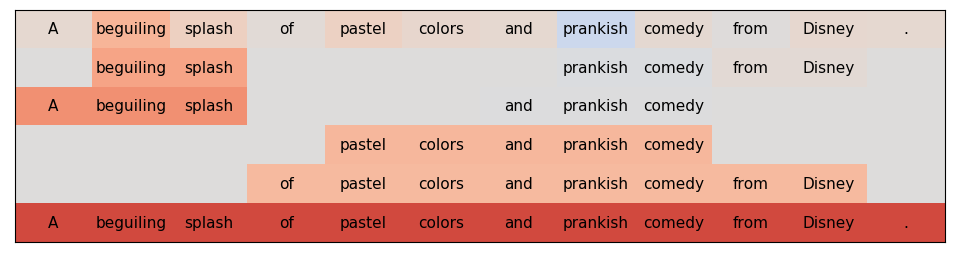 A beguiling splash of pastel colors and prankish comedy from Disney .
beguiling splash prankish comedy from Disney
A beguiling splash and prankish comedy
pastel colors and prankish comedy
of pastel colors and prankish comedy from Disney
A beguiling splash of pastel colors and prankish comedy from Disney .